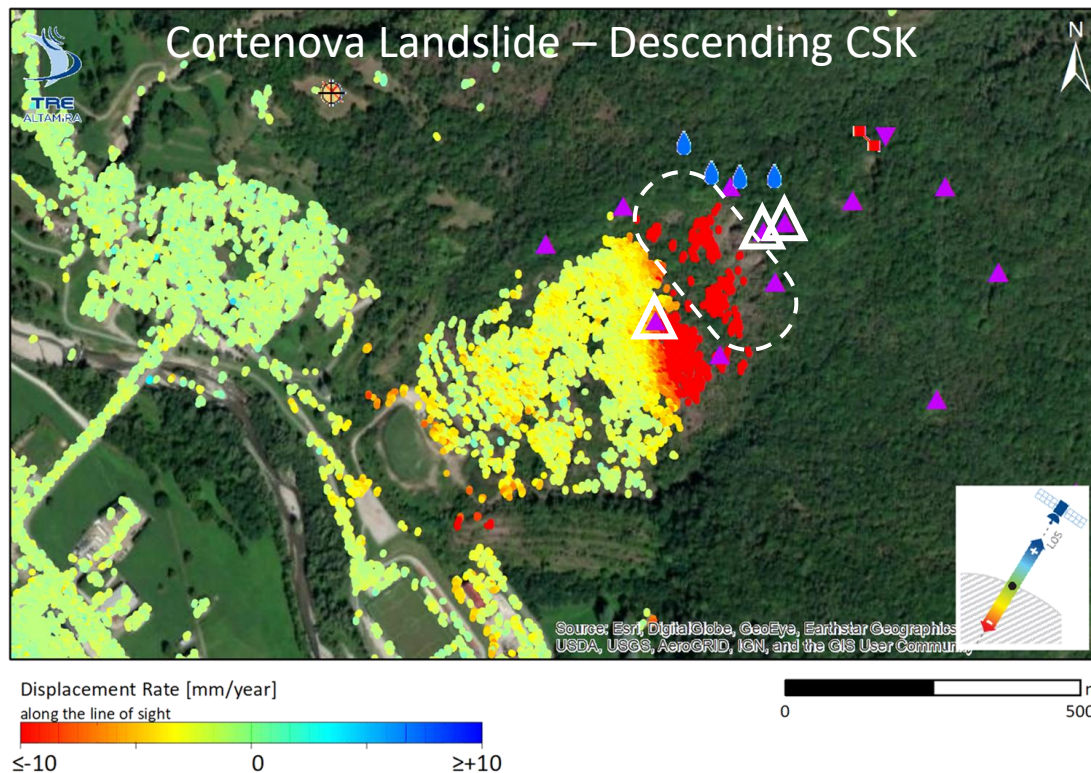 Cortenova Landslide – Descending CSK
N
TRE
ALTAMIRA
LOS
+
-
Source: Esri, DigitalGlobe, GeoEye, Earthstar Geographics
USDA, USGS, AeroGRID, IGN, and the GIS User Community
Displacement Rate [mm/year]
along the line of sight
≤-10 0 ≥+10
0 500